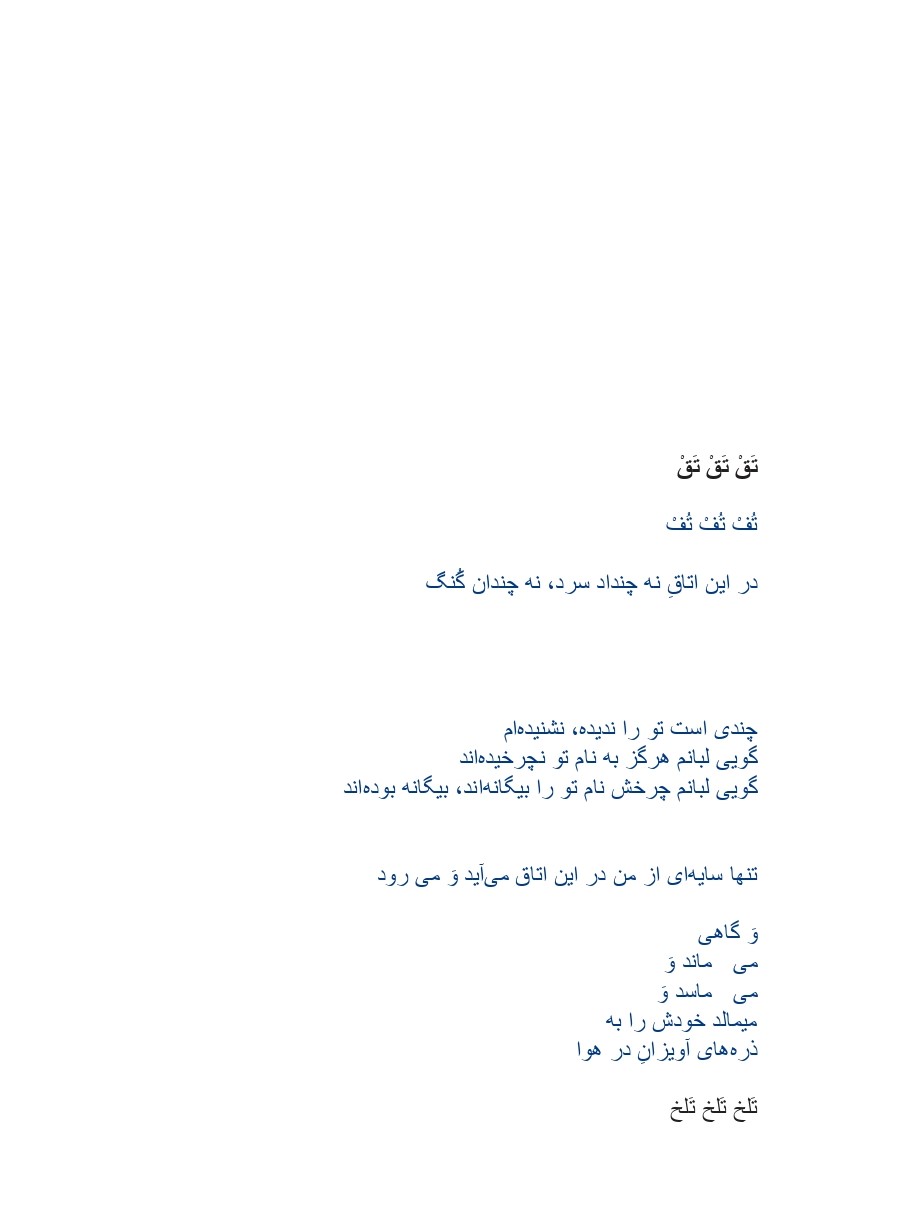 تَقْ تَقْ تَقْ
تُفْ تُفْ تُفْ
در این اتاقِ نه چنداد سرد، نه چندان گُنگ
چندی است تو را ندیده، نشنیده‌ام
گویی لبانم هرگز به نام تو نچرخیده‌اند
گویی لبانم چرخش نام تو را بیگانه‌اند، بیگانه بوده‌اند
تنها سایه‌ای از من در این اتاق می‌آید وَ می رود
وَ گاهی
می   ماند وَ
می   ماسد وَ
میمالد خودش را به
ذره‌های آویزانِ در هوا
تَلخ تَلخ تَلخ